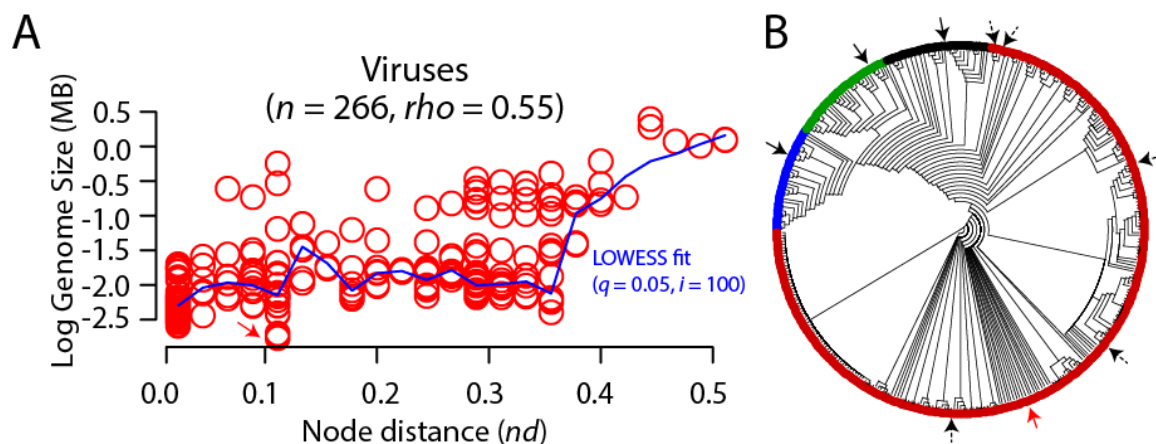 A
Viruses
(n = 266, rho = 0.55)
Log Genome Size (MB)
0.5
0.0
-0.5
-1.0
-1.5
-2.0
-2.5
LOWESS fit
(q = 0.05, i = 100)
0.0 0.1 0.2 0.3 0.4 0.5
Node distance (nd)
B